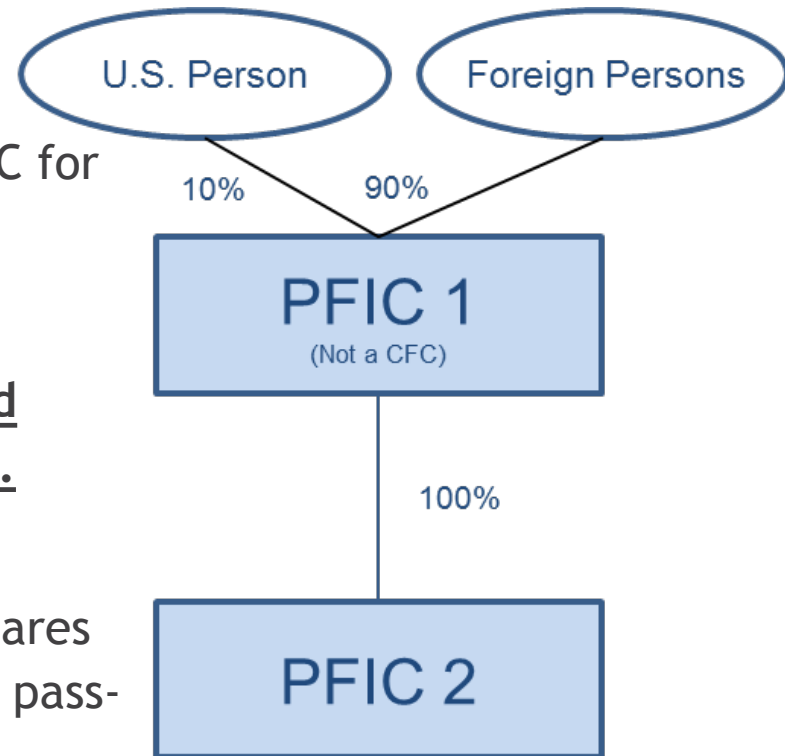 U.S. Person
Foreign Persons
C for
10%
90%
PFIC 1
(Not a CFC)
d
.
100%
ares
pass-
PFIC 2